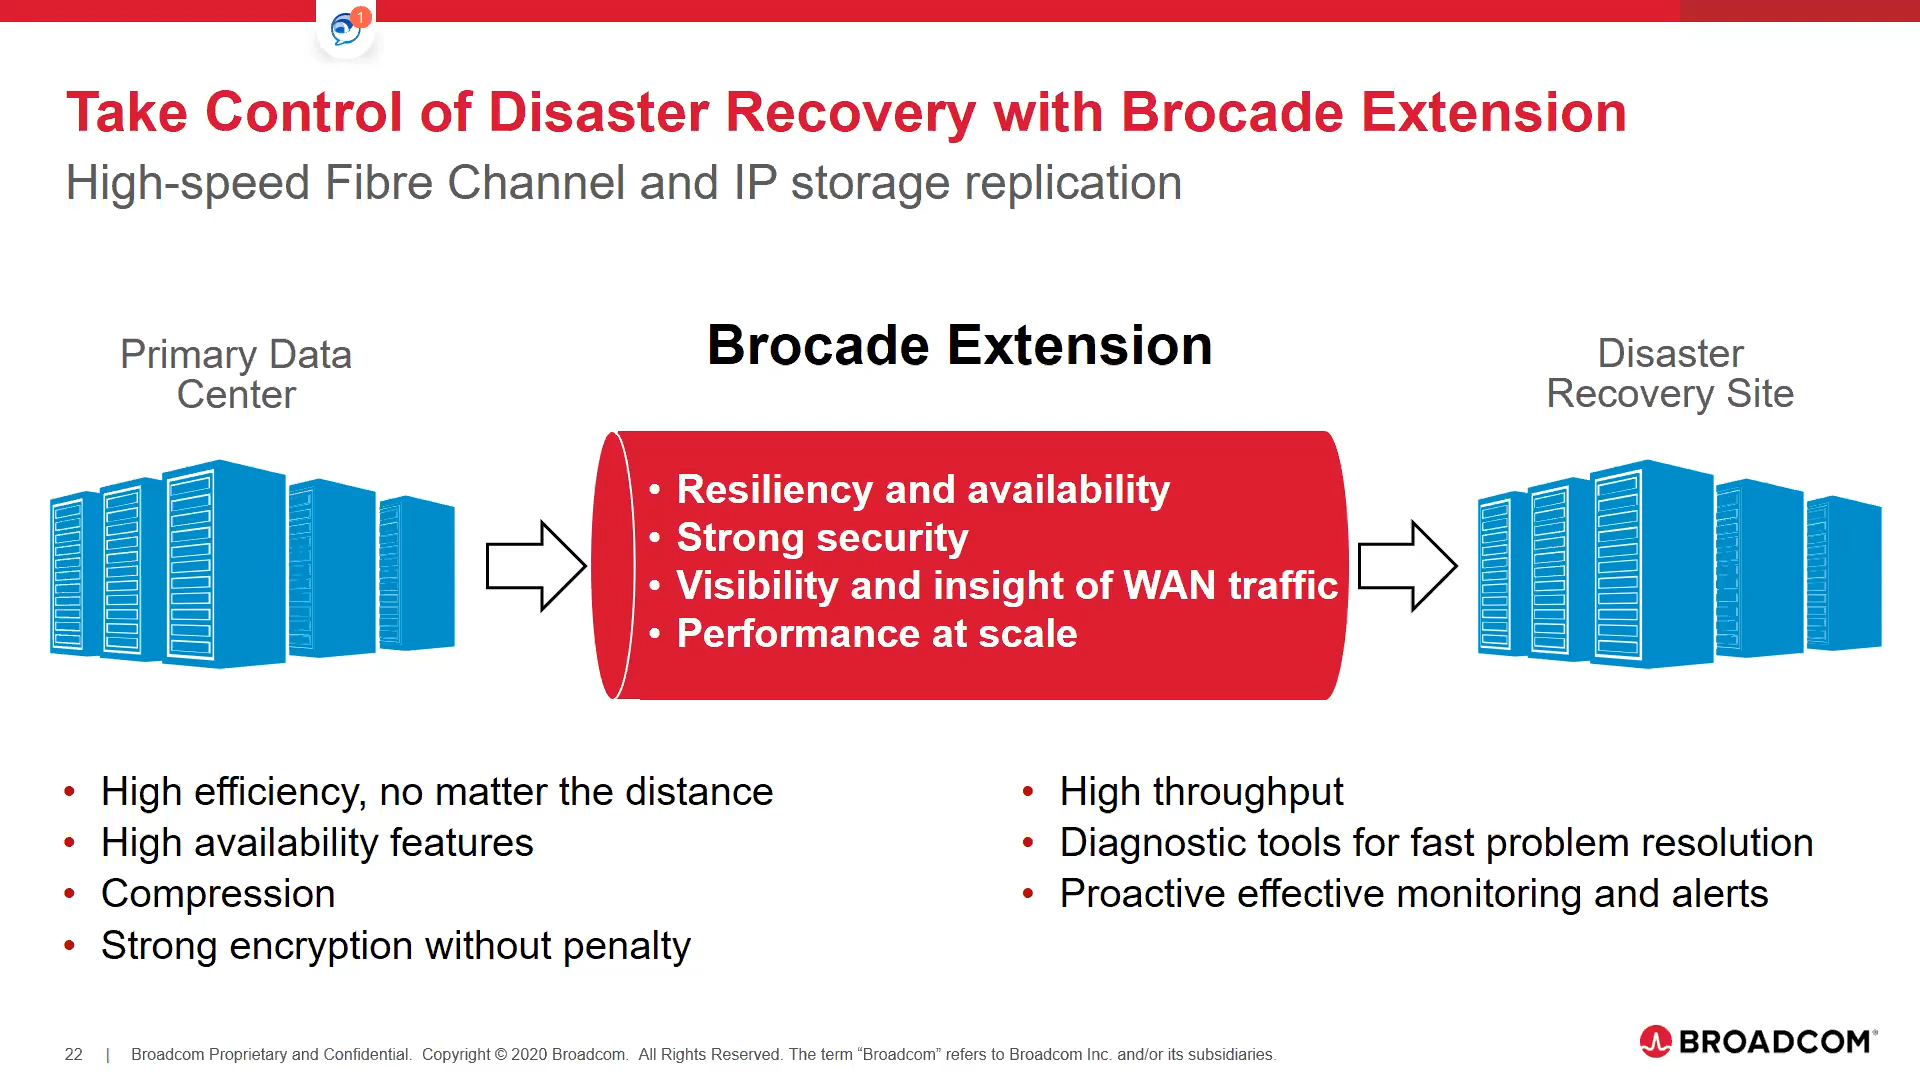 1
Take Control of Disaster Recovery with Brocade Extension
High-speed Fibre Channel and IP storage replication
Primary Data
Center
Brocade Extension
Disaster
Recovery Site
• Resiliency and availability
• Strong security
• Visibility and insight of WAN traffic
• Performance at scale
• High efficiency, no matter the distance
• High availability features
• Compression
• Strong encryption without penalty
• High throughput
• Diagnostic tools for fast problem resolution
• Proactive effective monitoring and alerts
22 | Broadcom Proprietary and Confidential. Copyright © 2020 Broadcom. All Rights Reserved. The term “Broadcom” refers to Broadcom Inc. and/or its subsidiaries.
BROADCOM®